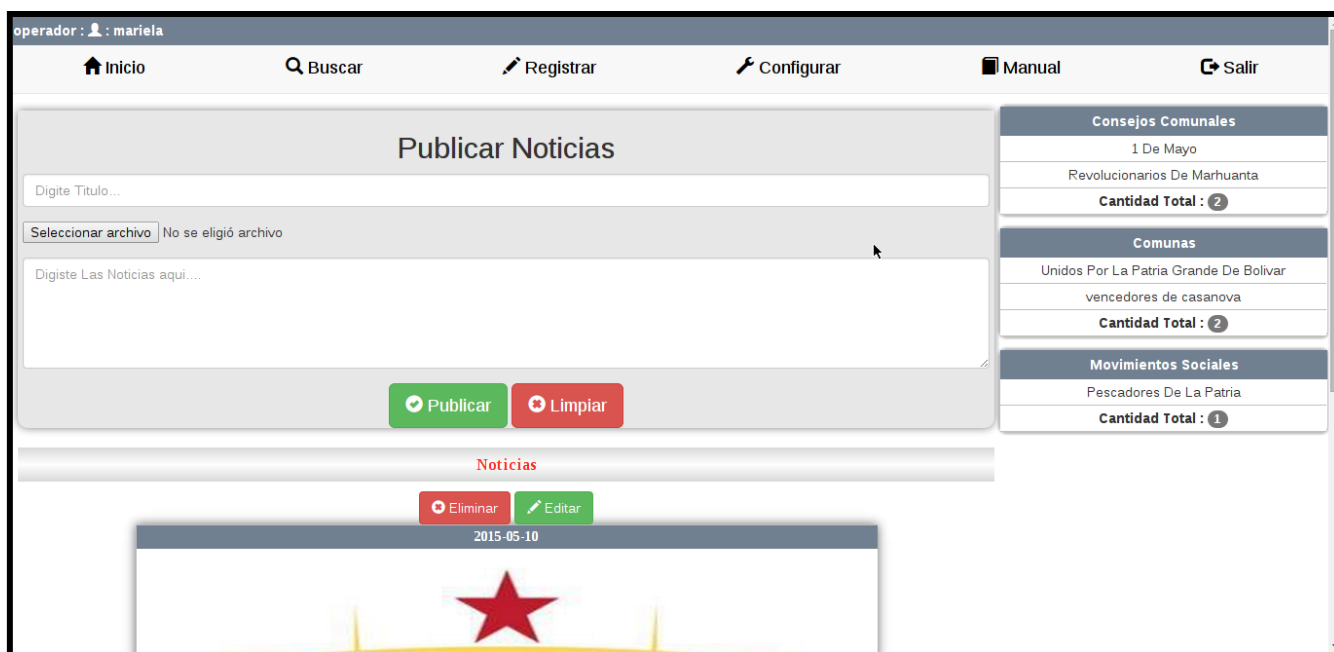 operador : : mariela
Inicio
Buscar
Registrar
Configurar
Manual
Salir
Publicar Noticias
Digite Titulo...
Seleccionar archivo No se eligió archivo
Digiste Las Noticias aqui....
Publicar
Limpiar
Noticias
Eliminar
Editar
2015-05-10
Consejos Comunales
1 De Mayo
Revolucionarios De Marhuanta
Cantidad Total : 2
Comunas
Unidos Por La Patria Grande De Bolivar
vencedores de casanova
Cantidad Total : 2
Movimientos Sociales
Pescadores De La Patria
Cantidad Total : 1